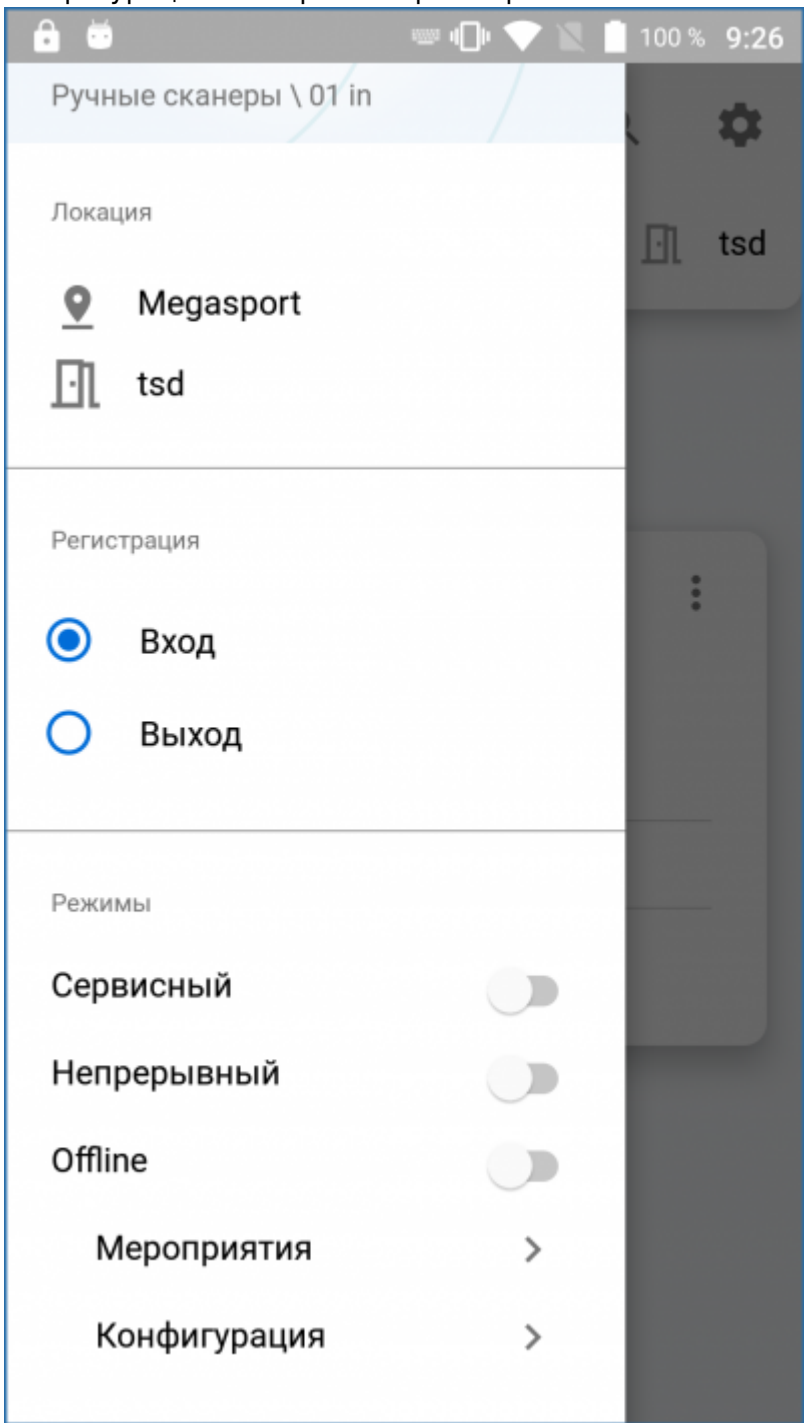 100 % 9:26
Ручные сканеры \ 01 in
Локация
Megasport
tsd
tsd
Регистрация
Вход
Выход
Режимы
Сервисный
Непрерывный
Offline
Мероприятия
Конфигурация